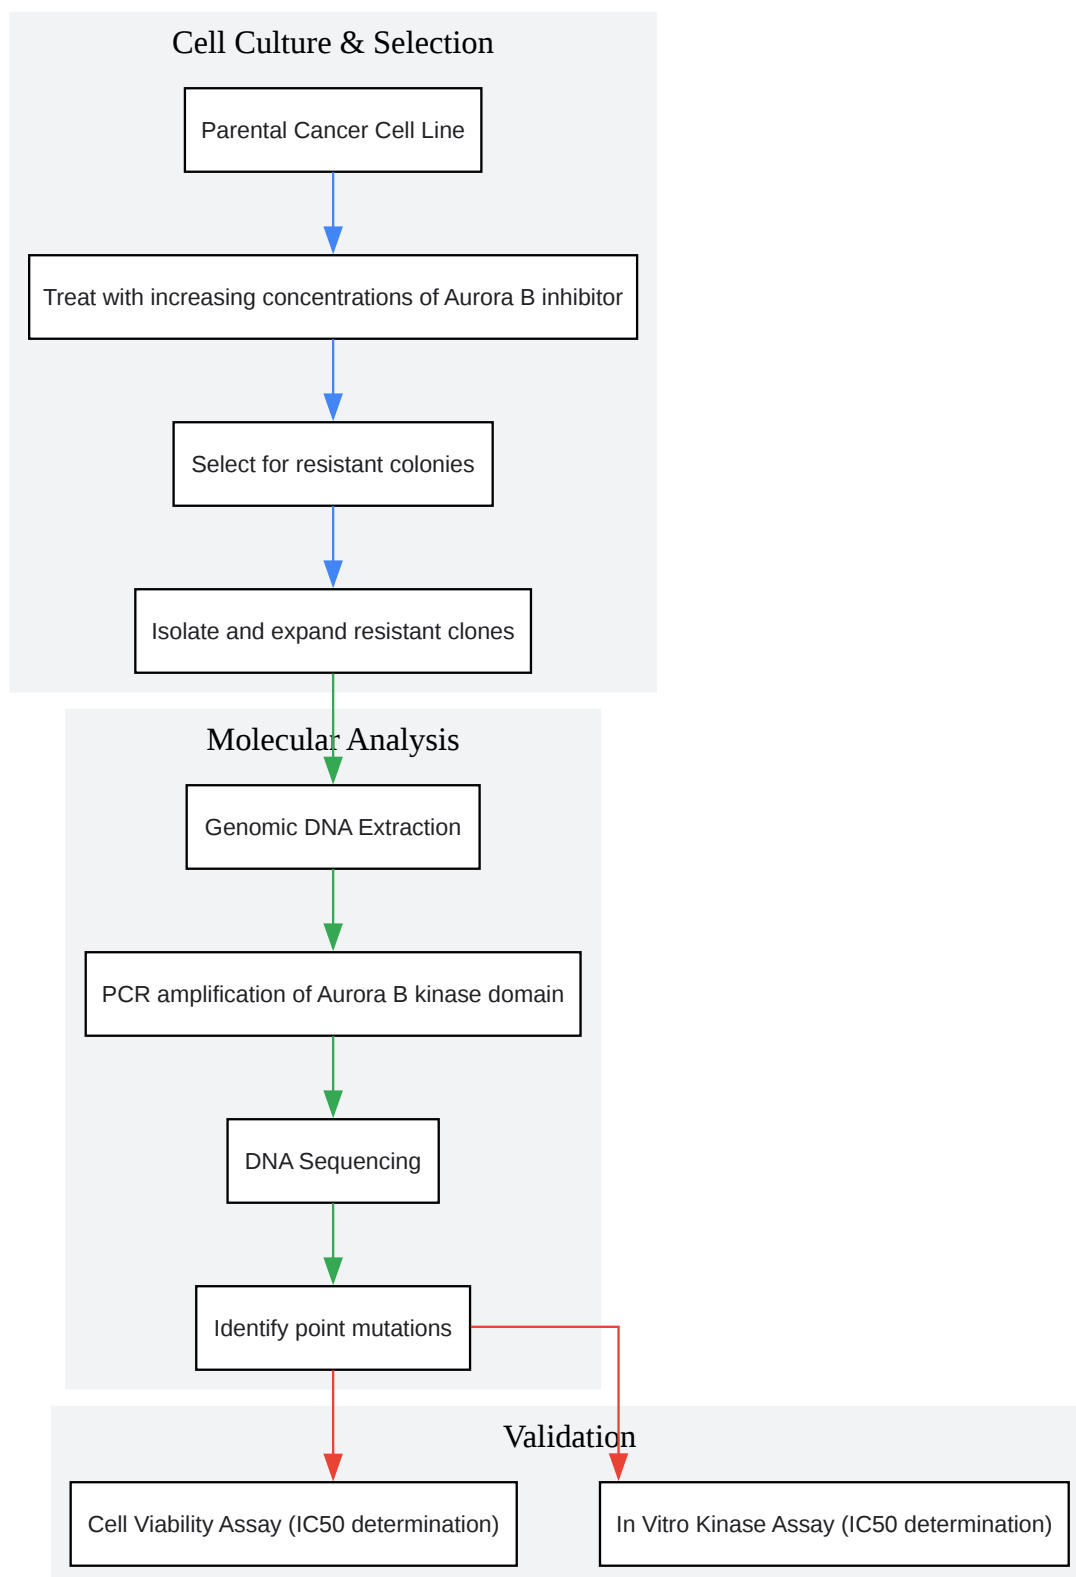 Cell Culture & Selection
Parental Cancer Cell Line
Treat with increasing concentrations of Aurora B inhibitor
Select for resistant colonies
Isolate and expand resistant clones
Molecular Analysis
Genomic DNA Extraction
PCR amplification of Aurora B kinase domain
DNA Sequencing
Identify point mutations
Validation
Cell Viability Assay (IC50 determination)
In Vitro Kinase Assay (IC50 determination)